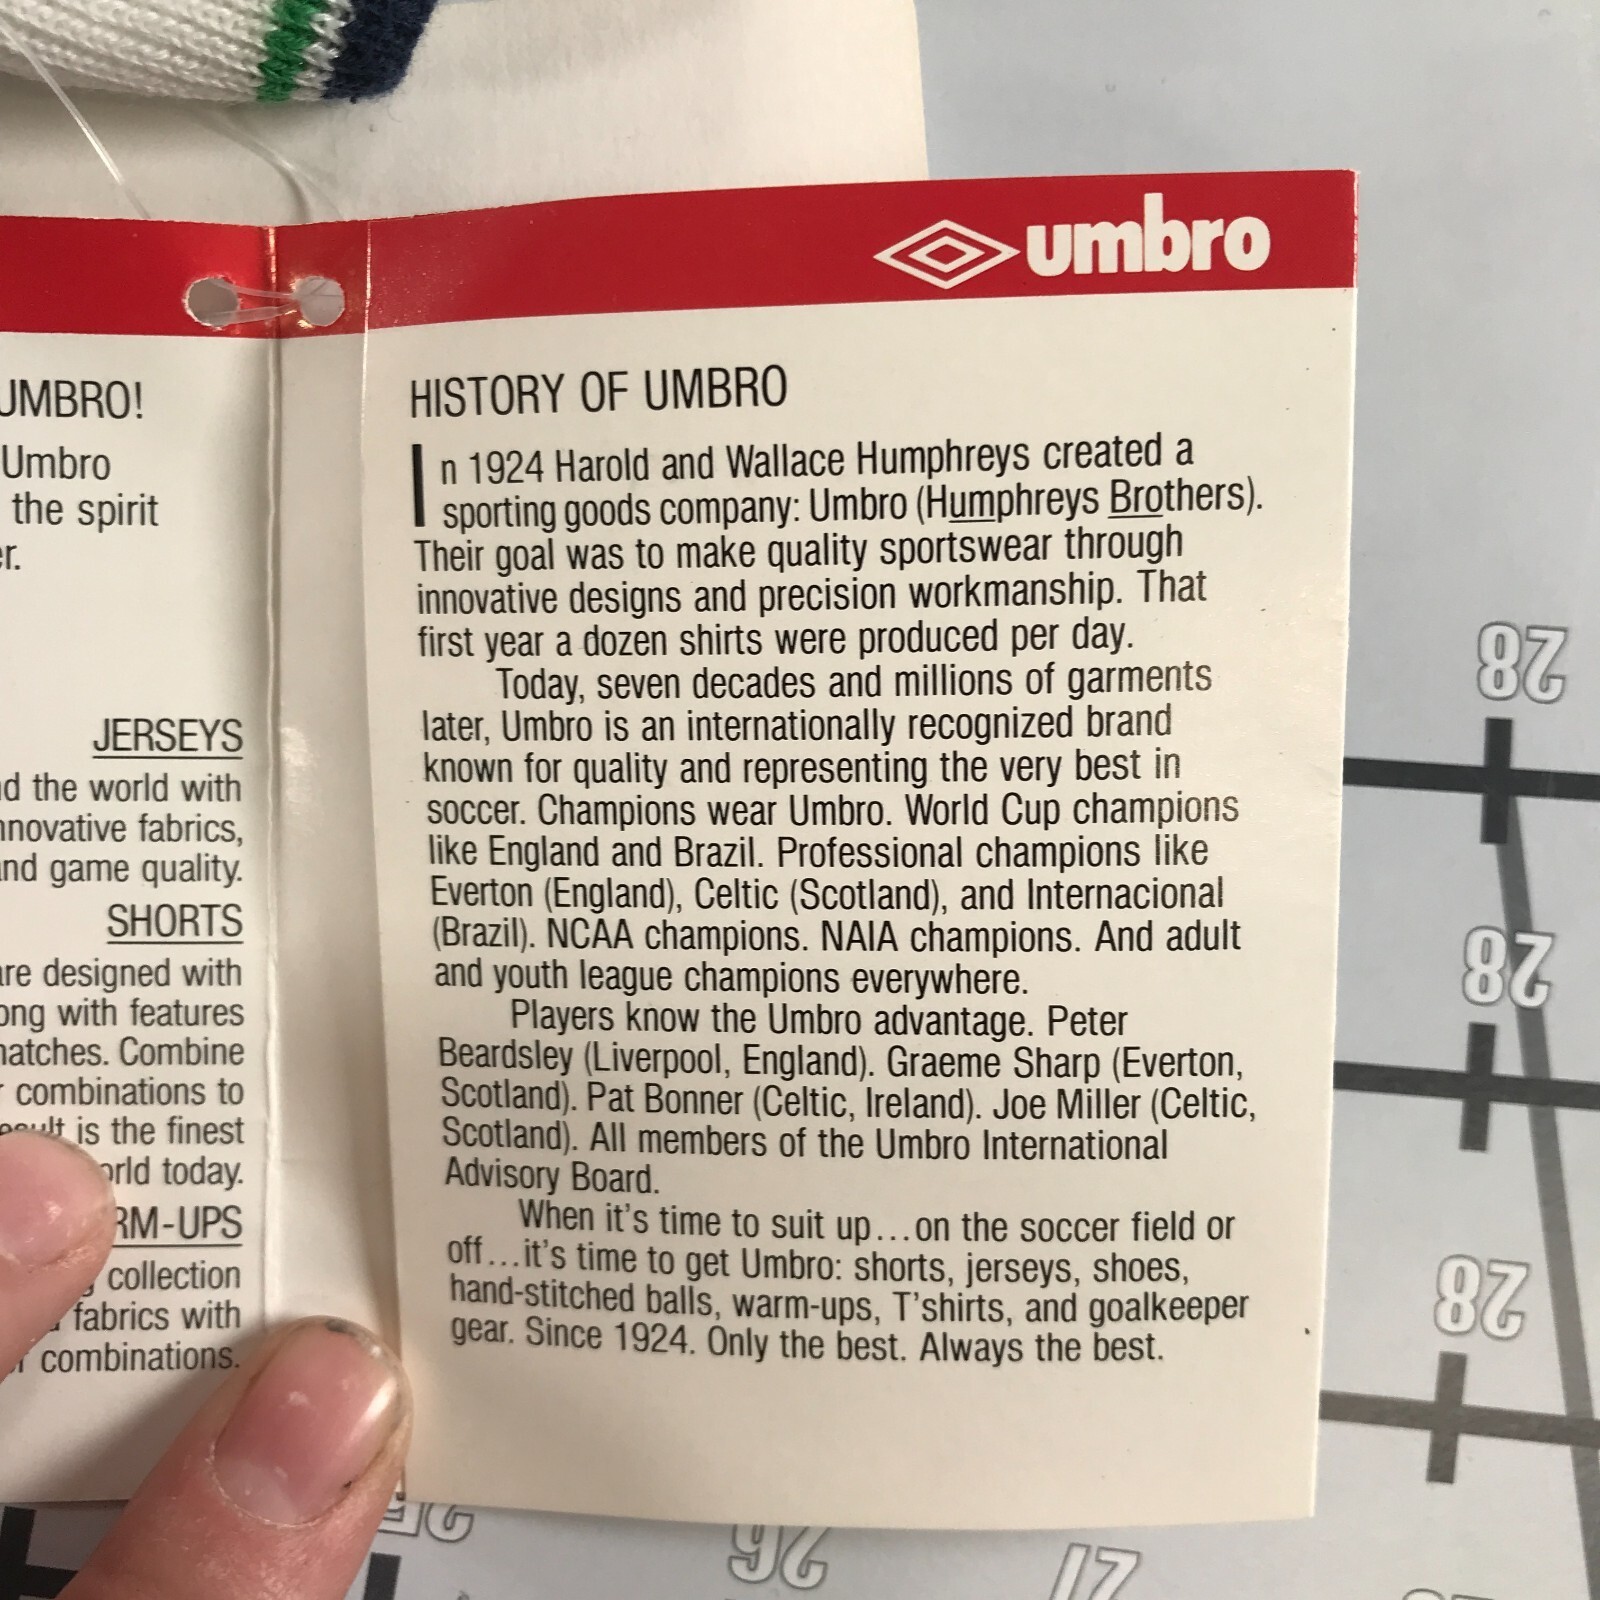 UMBRO!
Umbro
the spirit
JERSEYS
the world with
fabrics,
game quality.
SHORTS
designed with
with features
Combine
combinations to
is the finest
today.
collection
fabrics with
combinations.
umbro
HISTORY OF UMBRO
In 1924 Harold and Wallace Humphreys created a
sporting goods company: Umbro (Humphreys Brothers).
Their goal was to make quality sportswear through
innovative designs and precision workmanship. That
first year a dozen shirts were produced per day.
Today, seven decades and millions of garments
later, Umbro is an internationally recognized brand
known for quality and representing the very best in
soccer. Champions wear Umbro. World Cup champions
like England and Brazil. Professional champions like
Everton (England), Celtic (Scotland), and Internacional
(Brazil). NCAA champions. NAIA champions. And adult
and youth league champions everywhere.
Players know the Umbro advantage. Peter
Beardsley (Liverpool, England). Graeme Sharp (Everton,
Scotland). Pat Bonner (Celtic, Ireland). Joe Miller (Celtic,
Scotland). All members of the Umbro International
Advisory Board.
When it's time to suit up...on the soccer field or
off...it's time to get Umbro: shorts, jerseys, shoes,
hand-stitched balls, warm-ups, T'shirts, and goalkeeper
gear. Since 1924. Only the best. Always the best.
28
28
28
26
27